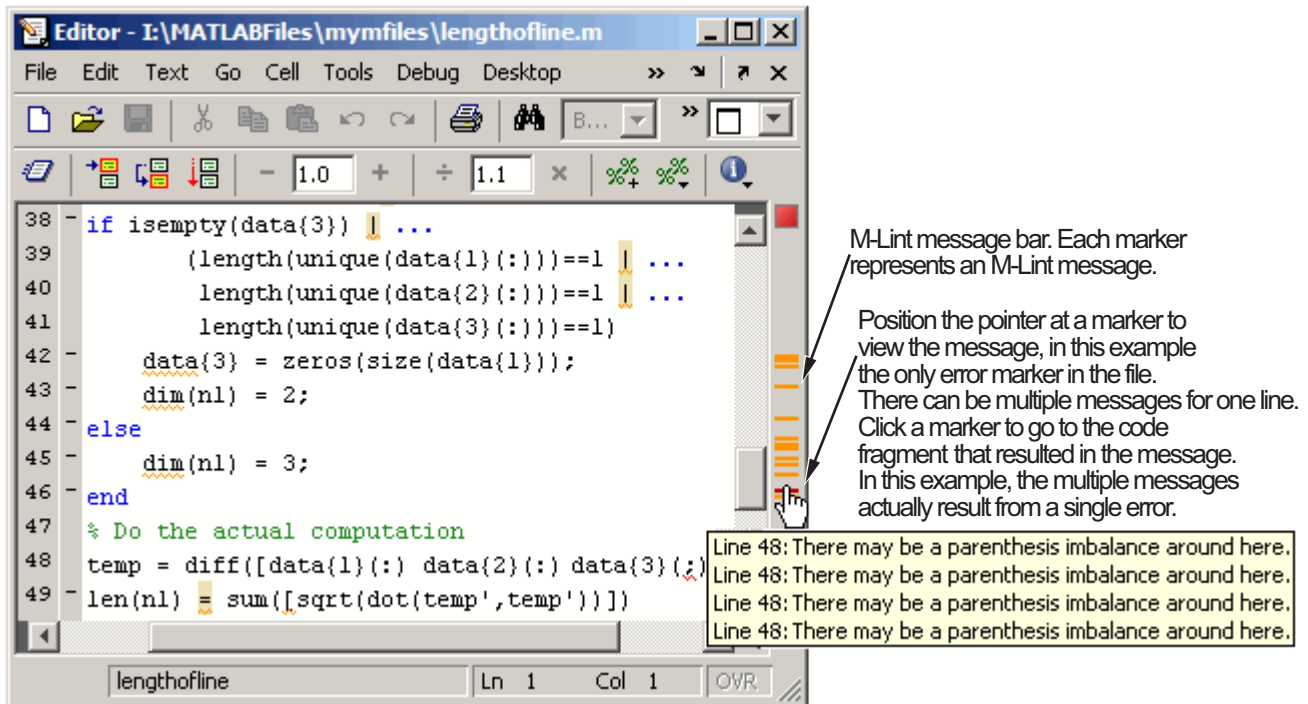 Editor - I:\MATLABFiles\mymfiles\lengthofline.m
File Edit Text Go Cell Tools Debug Desktop »
B... »
1.0 1.1
38 - if isempty(data{3}) | ...
39 (length(unique(data{1}(:)))==1 | ...
40 length(unique(data{2}(:)))==1 | ...
41 length(unique(data{3}(:)))==1)
42 - data{3} = zeros(size(data{1}));
43 - dim(nl) = 2;
44 - else
45 - dim(nl) = 3;
46 - end
47 % Do the actual computation
48 temp = diff([data{1}(:) data{2}(:) data{3}(;)
49 - len(nl) = sum([sqrt(dot(temp',temp'))])
lengthofline Ln 1 Col 1 OVR
M-Lint message bar. Each marker
represents an M-Lint message.
Position the pointer at a marker to
view the message, in this example
the only error marker in the file.
There can be multiple messages for one line.
Click a marker to go to the code
fragment that resulted in the message.
In this example, the multiple messages
actually result from a single error.
Line 48: There may be a parenthesis imbalance around here.
Line 48: There may be a parenthesis imbalance around here.
Line 48: There may be a parenthesis imbalance around here.
Line 48: There may be a parenthesis imbalance around here.